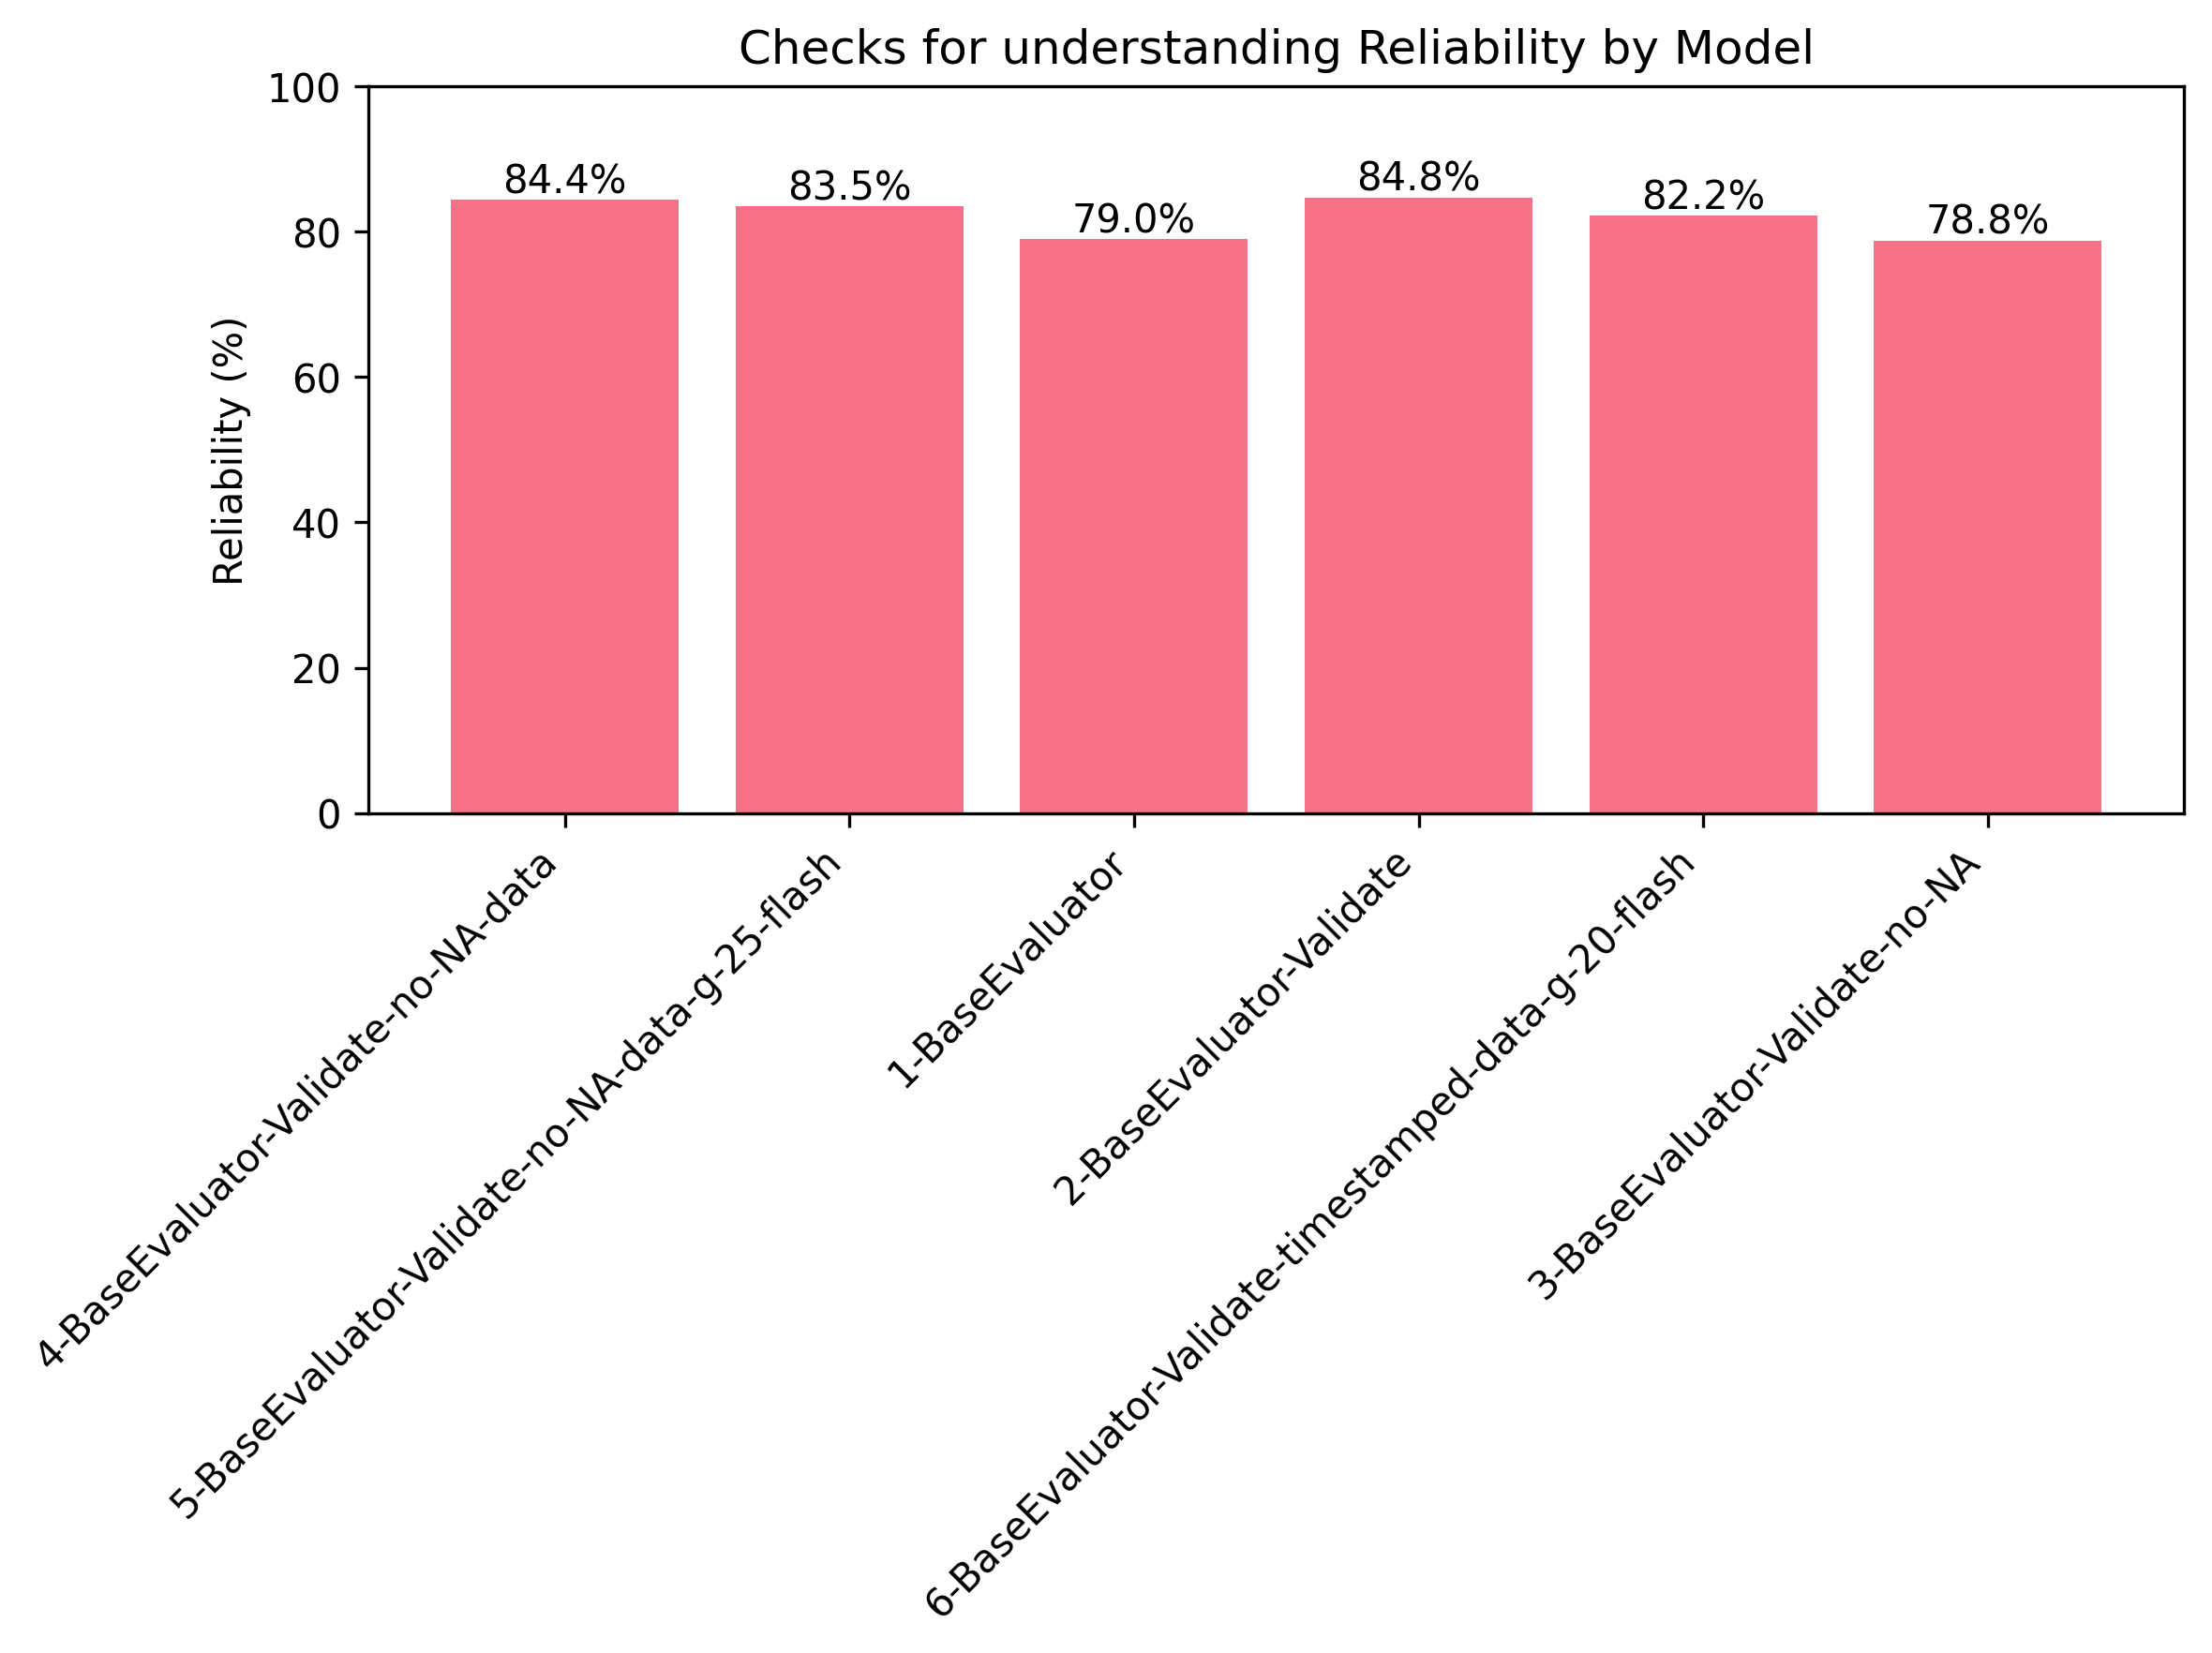 Checks for understanding Reliability by Model
Reliability (%)
100
80
60
40
20
0
84.4%
83.5%
79.0%
84.8%
82.2%
78.8%
4-BaseEvaluator-Validate-no-NA-data
5-BaseEvaluator-Validate-no-NA-data-g-25-flash
1-BaseEvaluator
2-BaseEvaluator-Validate
6-BaseEvaluator-Validate-timestamped-data-g-20-flash
3-BaseEvaluator-Validate-no-NA